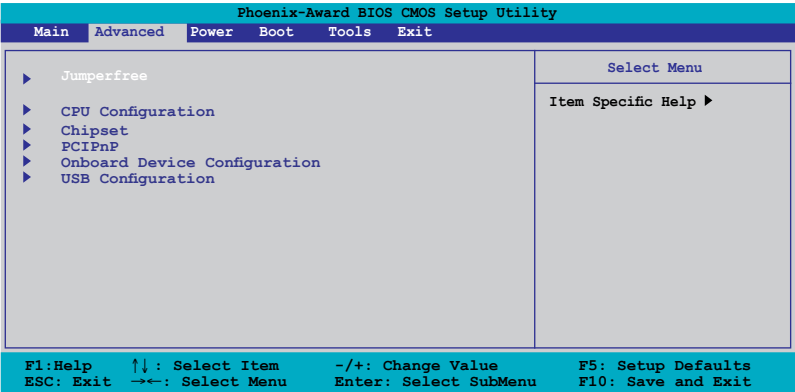 Phoenix-Award BIOS CMOS Setup Utility
Main Advanced Power Boot Tools Exit
Jumperfree
CPU Configuration
Chipset
PCIPnP
Onboard Device Configuration
USB Configuration
Select Menu
Item Specific Help
F1:Help ↑↓: Select Item -/+: Change Value F5: Setup Defaults
ESC: Exit →←: Select Menu Enter: Select SubMenu F10: Save and Exit